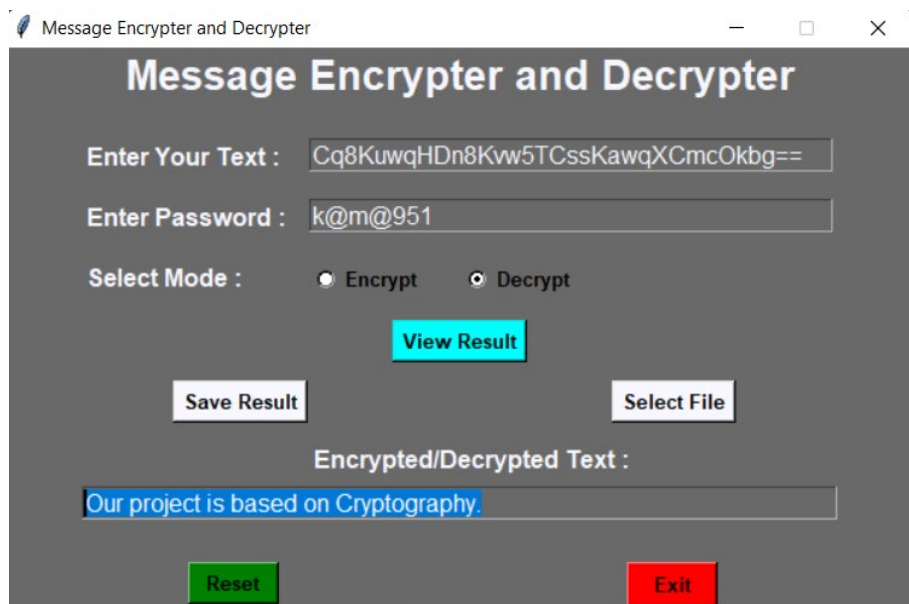 Message Encrypter and Decrypter
Message Encrypter and Decrypter
Enter Your Text : Cq8KuwqHDn8Kvw5TCssKawqXCmcOkbg==
Enter Password : k@m@951
Select Mode : Encrypt Decrypt
View Result
Save Result Select File
Encrypted/Decrypted Text :
Our project is based on Cryptography.
Reset Exit